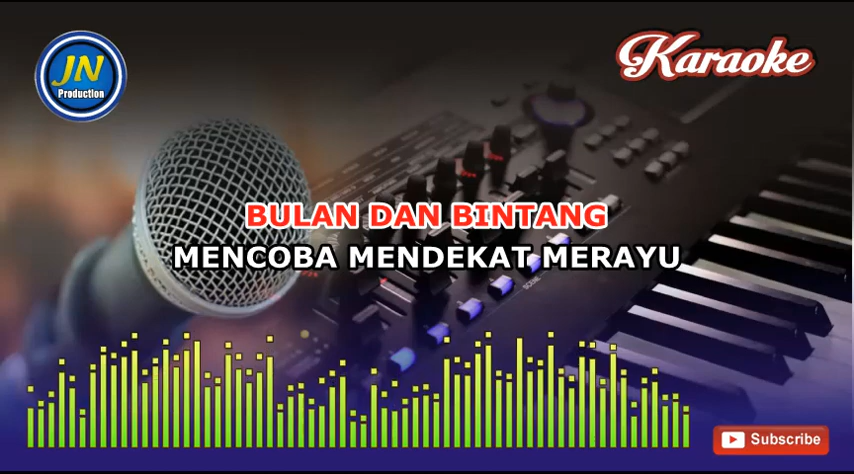 JN
Production
Karaoke
BULAN DAN BINTANG
MENCOBA MENDEKAT MERAYU
Subscribe